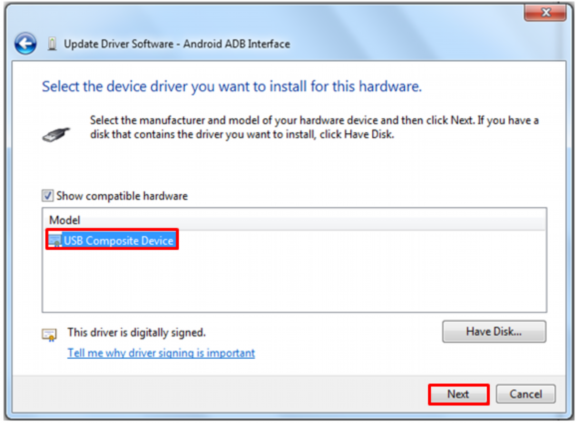 Update Driver Software - Android ADB Interface
Select the device driver you want to install for this hardware.
Select the manufacturer and model of your hardware device and then click Next. If you have a
disk that contains the driver you want to install, click Have Disk.
Show compatible hardware
Model
USB Composite Device
This driver is digitally signed.
Have Disk...
Tell me why driver signing is important
Next
Cancel